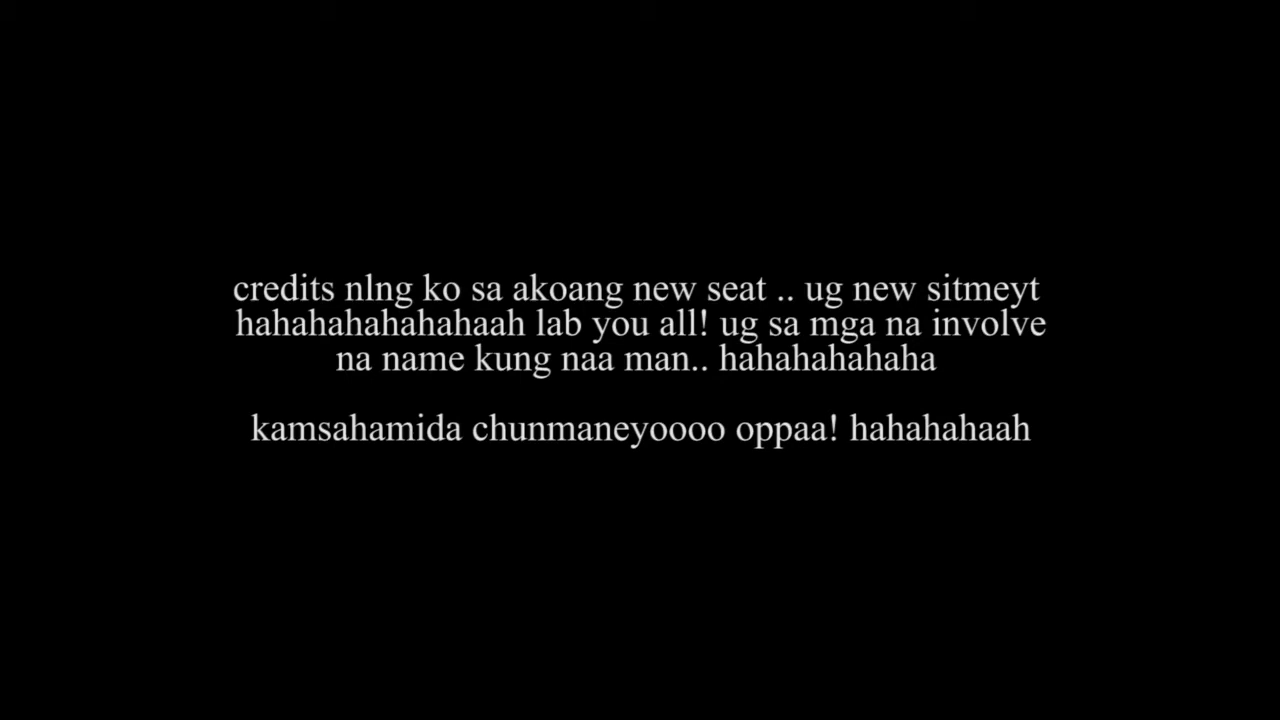 credits nlng ko sa akoang new seat .. ug new sitmeyt
hahahahahahahaah lab you all! ug sa mga na involve
na name kung naa man.. hahahahahaha
kamsahamida chunmaneyoooo oppaa! hahahahaah